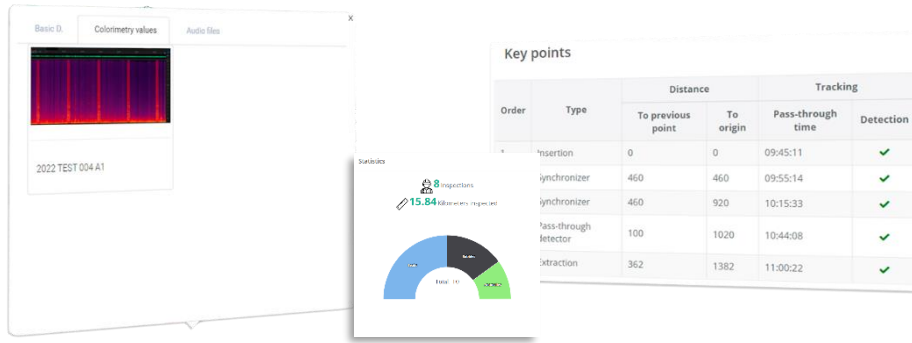 x
Basic D. Colorimetry values Audio files
2022 TEST 004 A1
Statistics
8 inspections
15.84 Kilometers inspected
Total 10
Key points
Order Type Distance Tracking
To previous point To origin Pass-through time Detection
Insertion 0 0 09:45:11
Synchronizer 460 460 09:55:14
Synchronizer 460 920 10:15:33
Pass-through detector 100 1020 10:44:08
Extraction 362 1382 11:00:22